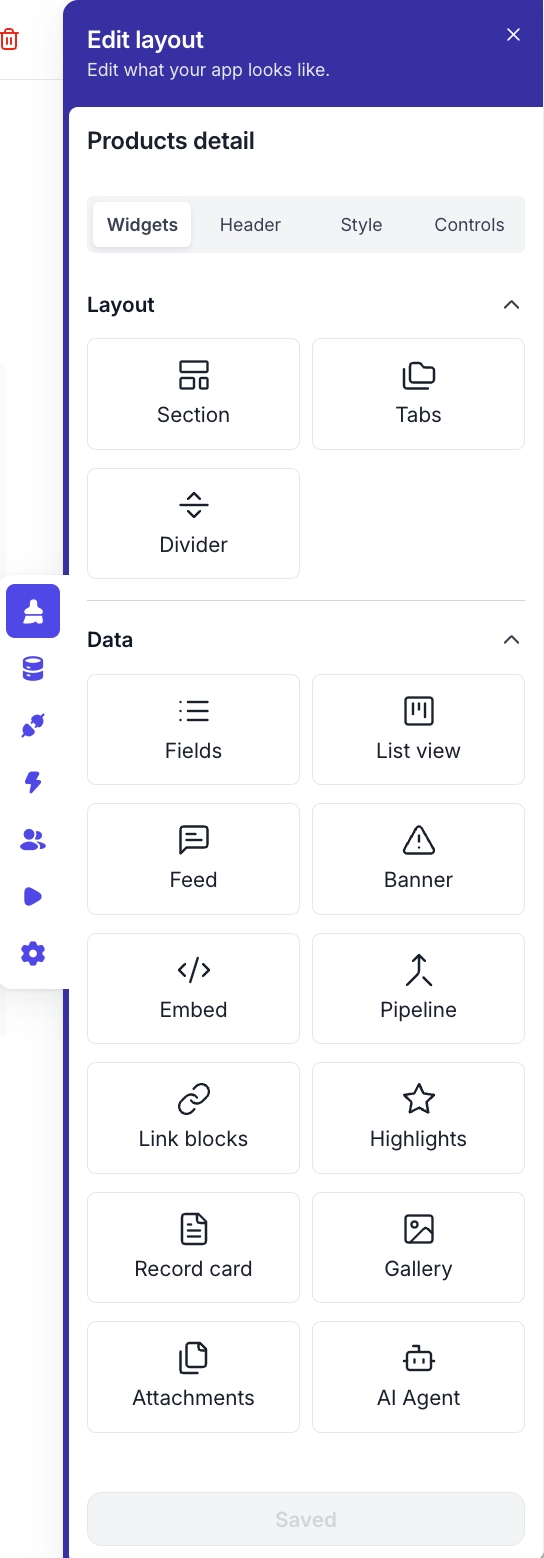 Edit layout
Edit what your app looks like.
Products detail
Widgets Header Style Controls
Layout
Section Tabs
Divider
Data
Fields List view
Feed Banner
Embed Pipeline
Link blocks Highlights
Record card Gallery
Attachments AI Agent
Saved